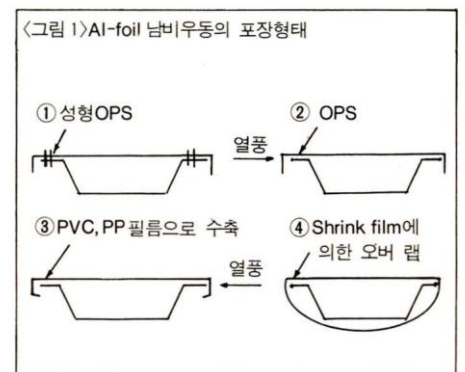 〈그림 1〉Al-foil 남비우동의 포장형태
① 성형OPS
열풍
② OPS
③ PVC, PP필름으로 수축
열풍
④ Shrink film에
의한 오버 랩